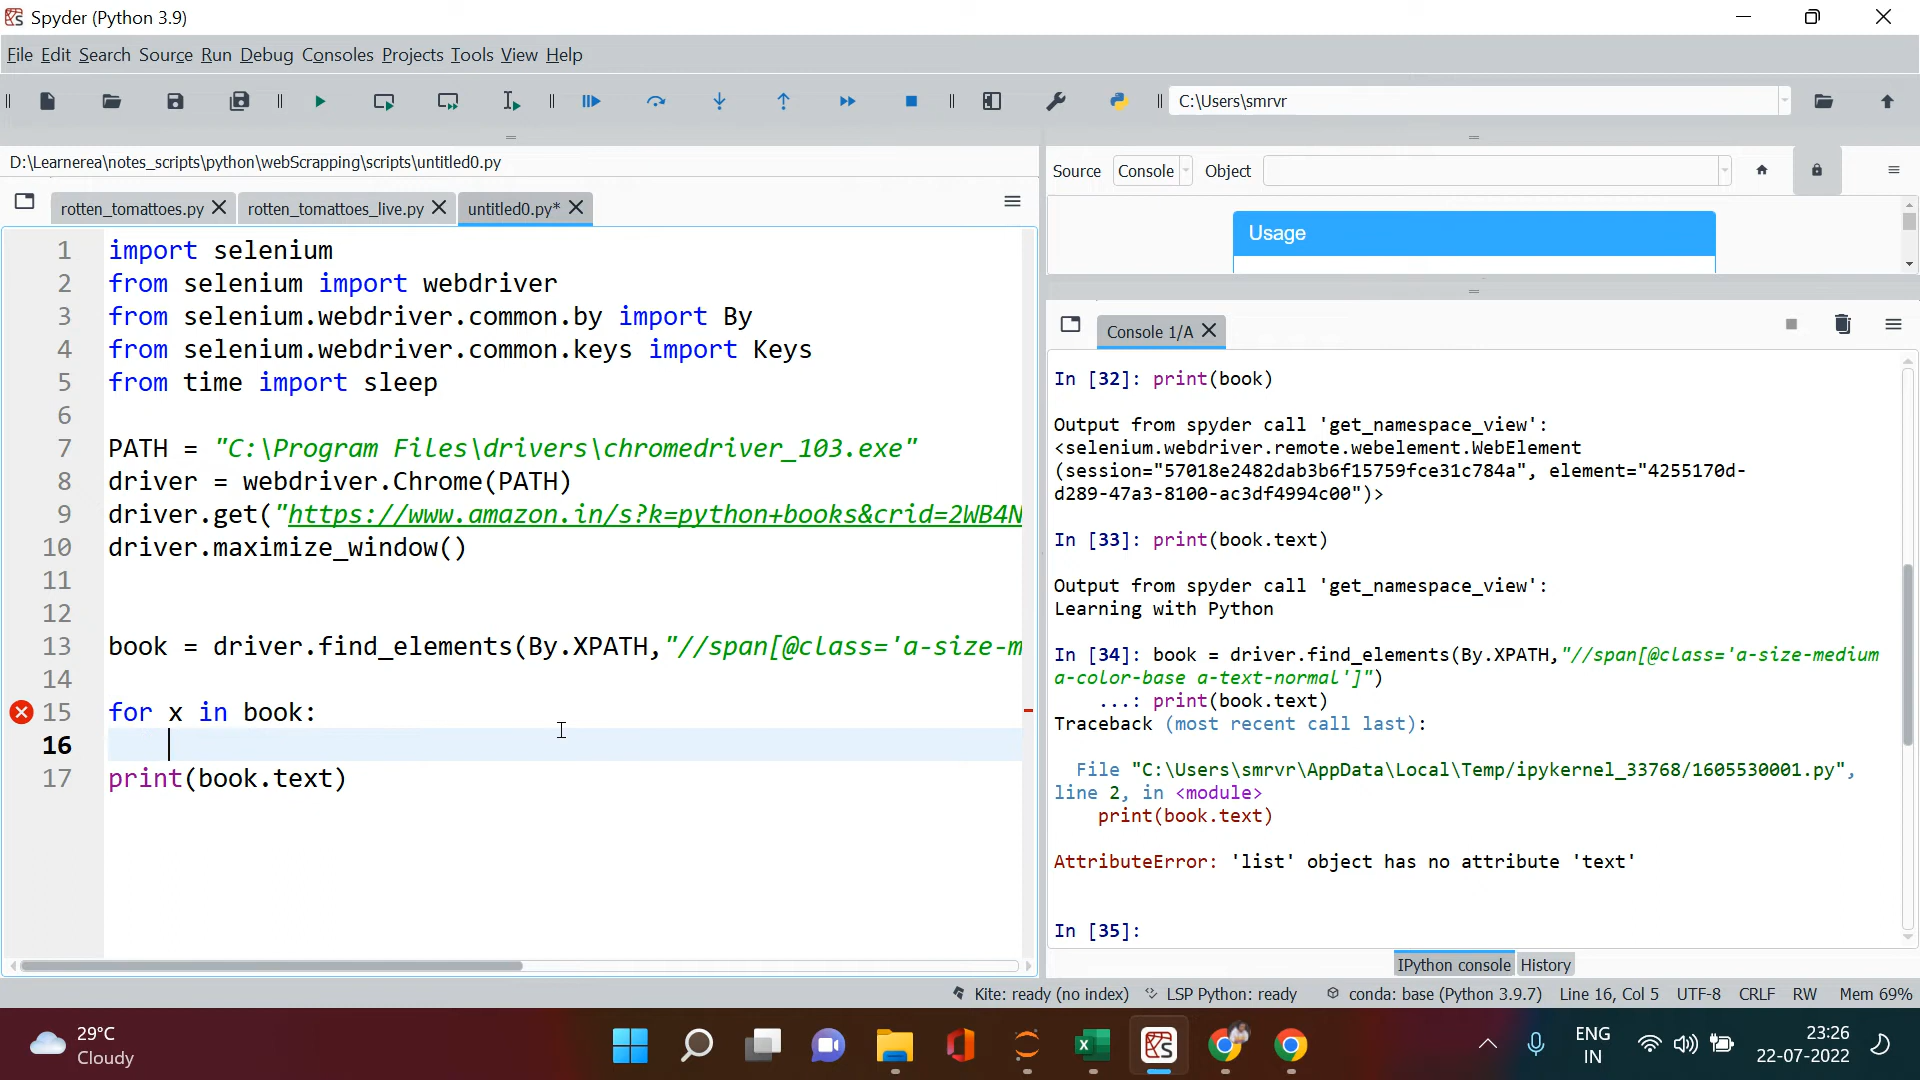 Spyder (Python 3.9)
File Edit Search Source Run Debug Consoles Projects Tools View Help
C:\Users\smrvr
D:\Learnerea\notes_scripts\python\webScrapping\scripts\untitled0.py
rotten_tomattoes.py
rotten_tomattoes_live.py
untitled0.py*
1 import selenium
2 from selenium import webdriver
3 from selenium.webdriver.common.by import By
4 from selenium.webdriver.common.keys import Keys
5 from time import sleep
6
7 PATH = "C:\Program Files\drivers\chromedriver_103.exe"
8 driver = webdriver.Chrome(PATH)
9 driver.get("https://www.amazon.in/s?k=python+books&crid=2WB4N
10 driver.maximize_window()
11
12
13 book = driver.find_elements(By.XPATH,"//span[@class='a-size-m
14
15 for x in book:
16
17 print(book.text)
Source Console Object
Usage
Console 1/A
In [32]: print(book)
Output from spyder call 'get_namespace_view':
<selenium.webdriver.remote.webelement.WebElement
(session="57018e2482dab3b6f15759fce31c784a", element="4255170d-
d289-47a3-8100-ac3df4994c00")>
In [33]: print(book.text)
Output from spyder call 'get_namespace_view':
Learning with Python
In [34]: book = driver.find_elements(By.XPATH,"//span[@class='a-size-medium
a-color-base a-text-normal']")
...: print(book.text)
Traceback (most recent call last):
File "C:\Users\smrvr\AppData\Local\Temp/ipykernel_33768/1605530001.py",
line 2, in <module>
print(book.text)
AttributeError: 'list' object has no attribute 'text'
In [35]:
IPython console History
Kite: ready (no index) LSP Python: ready conda: base (Python 3.9.7) Line 16, Col 5 UTF-8 CRLF RW Mem 69%
29°C
Cloudy
ENG
IN
23:26
22-07-2022